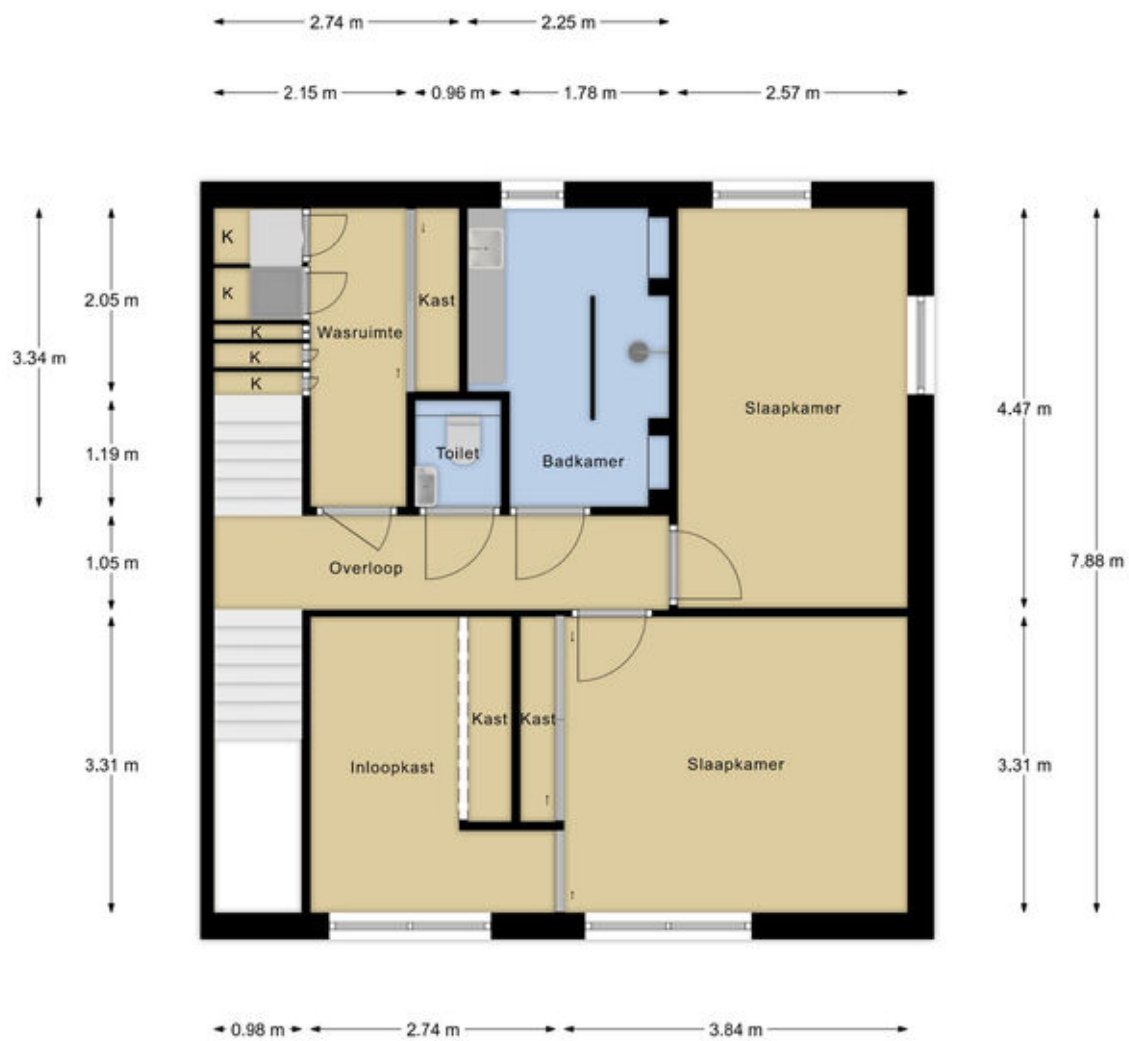 2.74 m 2.25 m
2.15 m 0.96 m 1.78 m 2.57 m
K
K
Kast
2.05 m
K
Wasruimte
K
3.34 m
K
Slaapkamer
4.47 m
1.19 m
Toilet
Badkamer
1.05 m
Overloop
7.88 m
Kast
Kast
3.31 m
Inloopkast
Slaapkamer
3.31 m
0.98 m 2.74 m 3.84 m